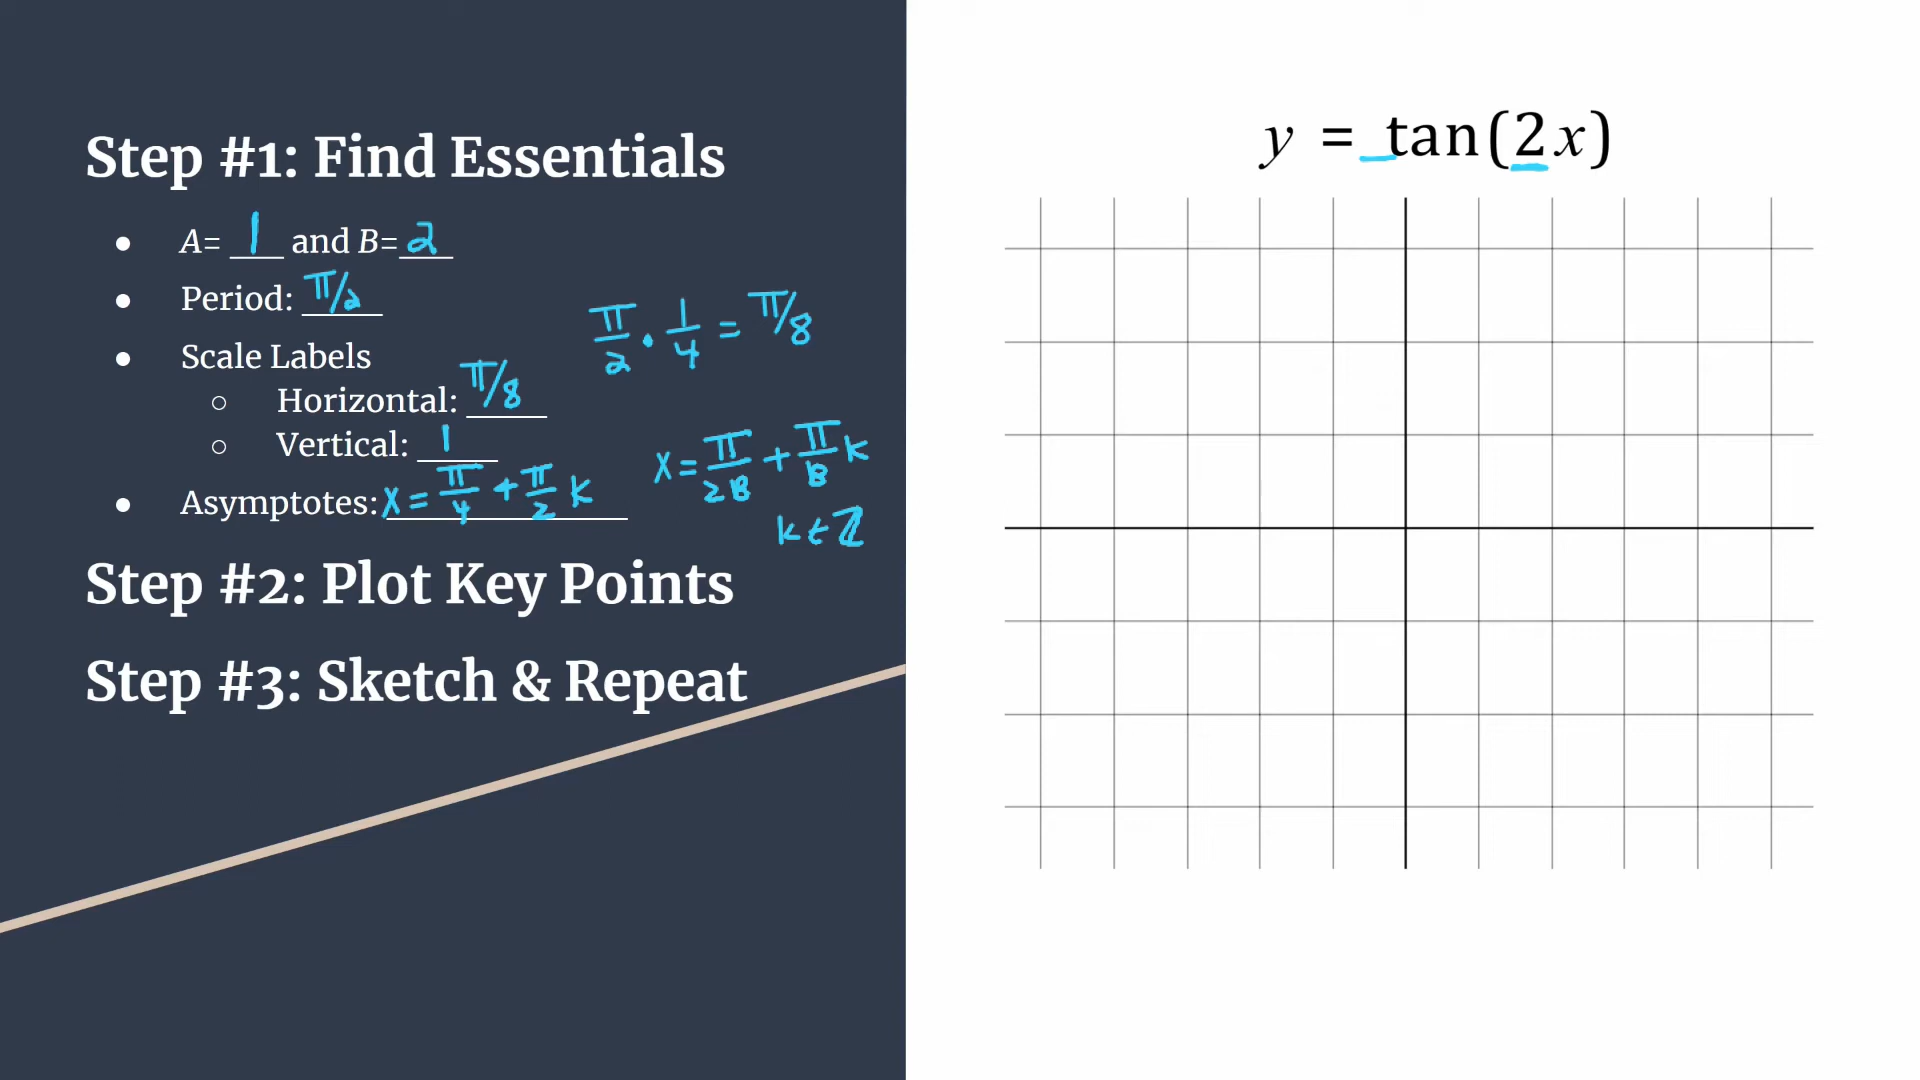 Step #1: Find Essentials
● A= 1 and B= 2
● Period: π/2
π/2 · 1/4 = π/8
● Scale Labels
○ Horizontal: π/8
○ Vertical: 1
x = π/2B + π/B k
● Asymptotes: x = π/4 + π/2 k
k ∈ ℤ
Step #2: Plot Key Points
Step #3: Sketch & Repeat
y = _tan(2x)